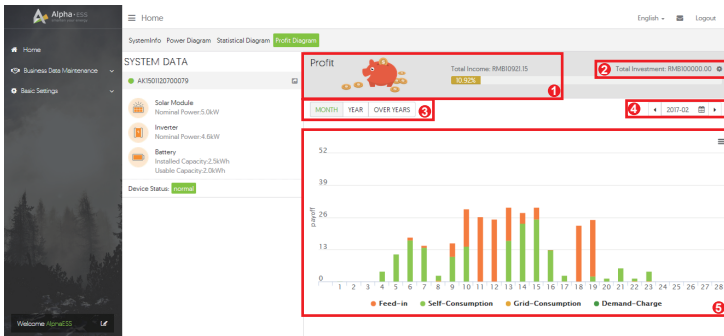 Alpha·ESS
≡ Home
English
Logout
Home
Business Data Maintenance
Basic Settings
SystemInfo Power Diagram Statistical Diagram Profit Diagram
SYSTEM DATA
AK1501120700079
Solar Module
Nominal Power:5.0kW
Inverter
Nominal Power:4.6kW
Battery
Installed Capacity:2.5kWh
Usable Capacity:2.0kWh
Device Status: normal
Profit
Total Income: RMB10921.15
10.92%
1
2 Total Investment: RMB100000.00
MONTH YEAR OVER YEARS 3
4 2017-02
payoff
52
39
26
13
0
1 2 3 4 5 6 7 8 9 10 11 12 13 14 15 16 17 18 19 20 21 22 23 24 25 26 27 28
Feed-in Self-Consumption Grid-Consumption Demand-Charge
5
Welcome AlphaESS